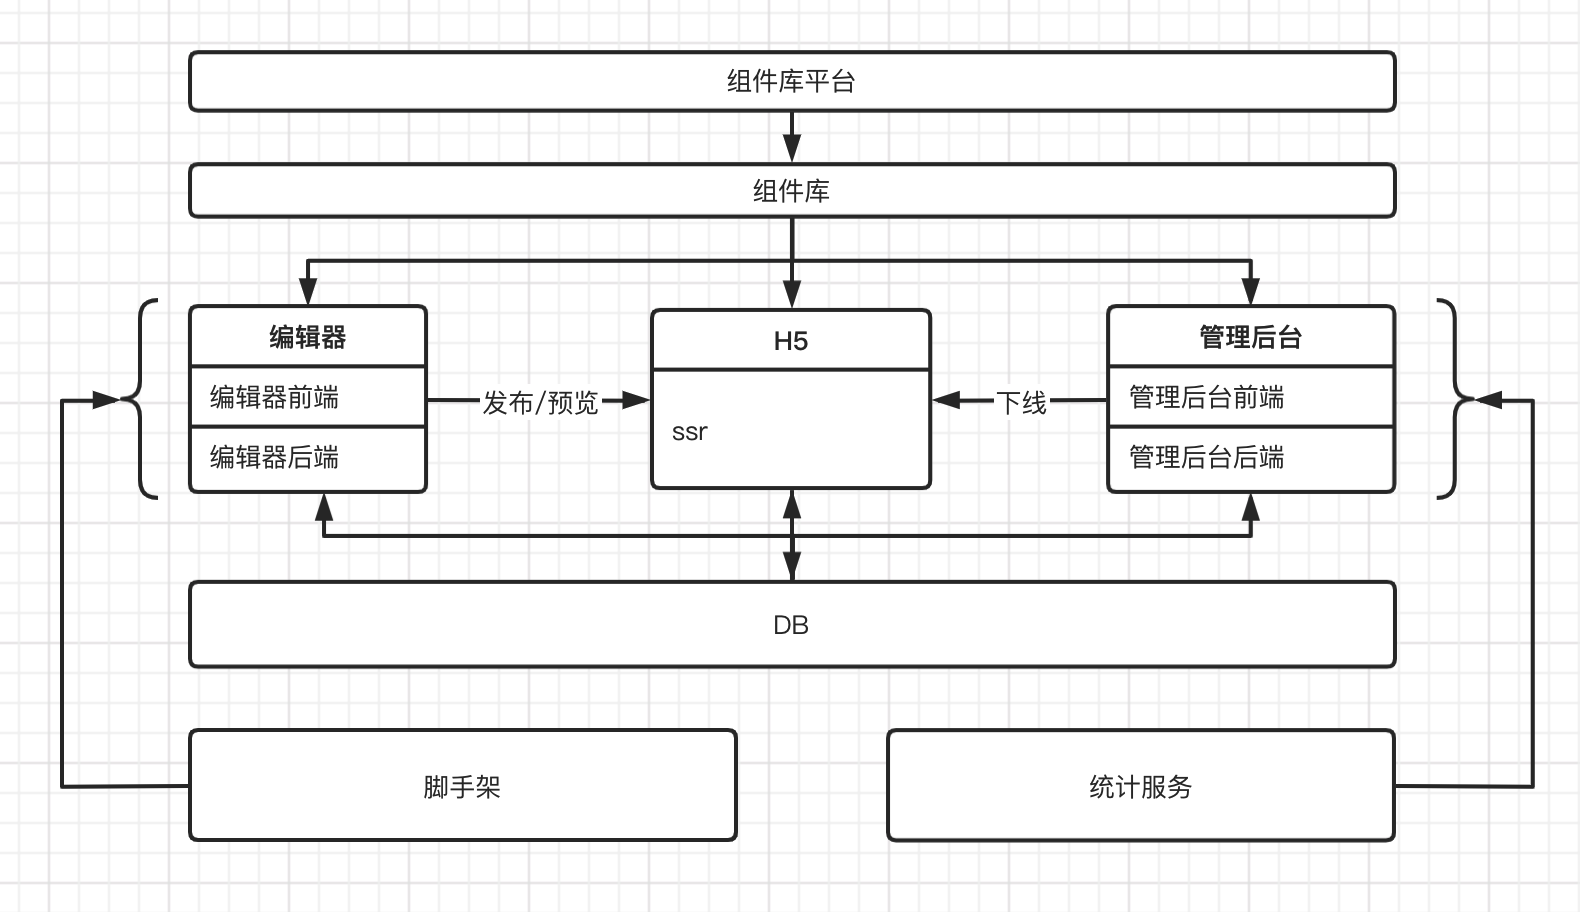 组件库平台
组件库
编辑器
编辑器前端
编辑器后端
发布/预览
H5
ssr
下线
管理后台
管理后台前端
管理后台后端
DB
脚手架
统计服务